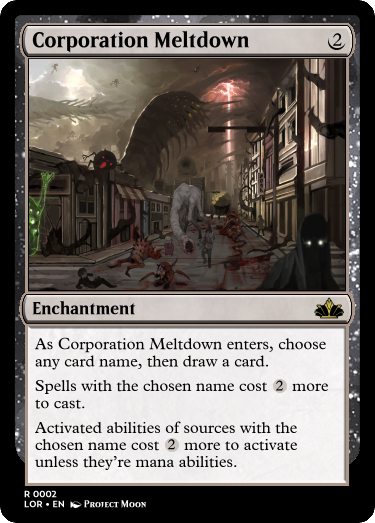 Corporation Meltdown 2
Enchantment
As Corporation Meltdown enters, choose
any card name, then draw a card.
Spells with the chosen name cost 2 more
to cast.
Activated abilities of sources with the
chosen name cost 2 more to activate
unless they're mana abilities.
R 0002
LOR • EN Project Moon